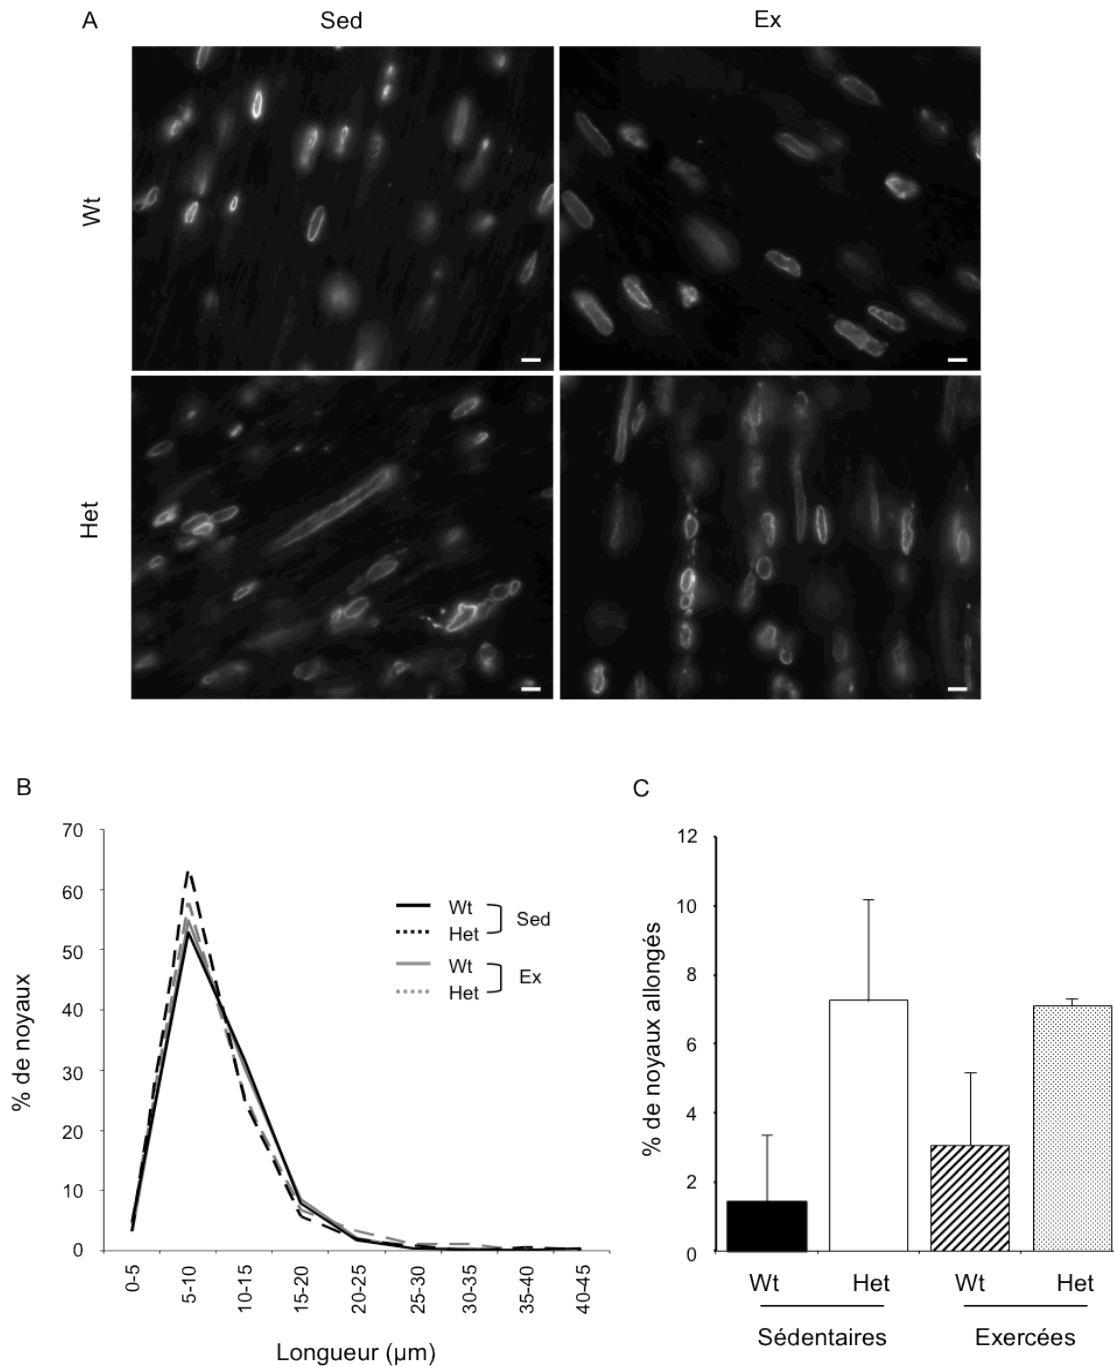 A
Sed
Ex
Wt
Het
B
70
60
50
40
30
20
10
0
% de noyaux
Wt
Het
Sed
Wt
Het
Ex
0-5
5-10
10-15
15-20
20-25
25-30
30-35
35-40
40-45
Longueur (µm)
C
12
10
8
6
4
2
0
% de noyaux allongés
Wt
Het
Wt
Het
Sédentaires
Exercées